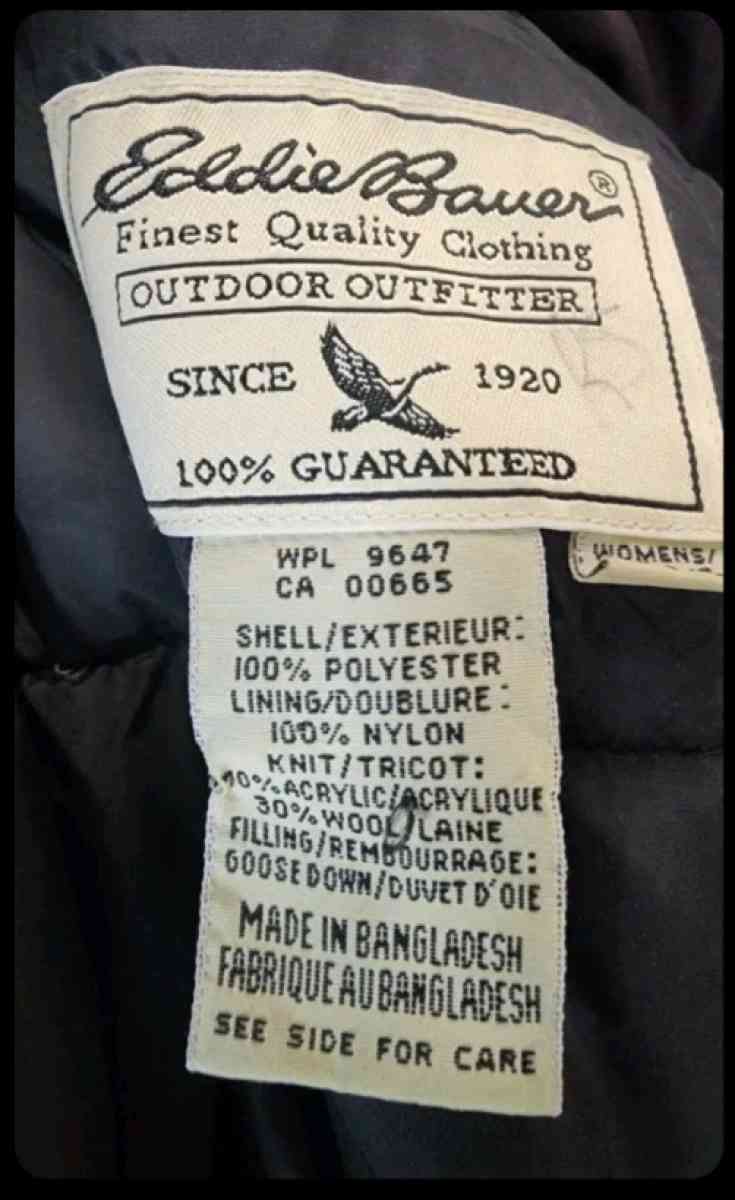 Eddie Bauer®
Finest Quality Clothing
OUTDOOR OUTFITTER
SINCE 1920
100% GUARANTEED
WOMENS/
WPL 9647
CA 00665
SHELL/EXTERIEUR:
100% POLYESTER
LINING/DOUBLURE:
100% NYLON
KNIT/TRICOT:
ACRYLIC/ACRYLIQUE
30% WOOL/LAINE
FILLING/REMBOURRAGE:
GOOSE DOWN/DUVET D'OIE
MADE IN BANGLADESH
FABRIQUE AU BANGLADESH
SEE SIDE FOR CARE